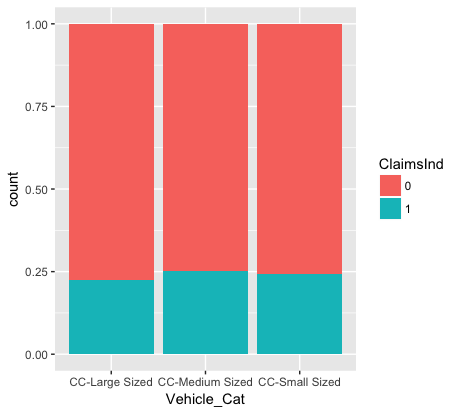 1.00
0.75
0.50
0.25
0.00
count
CC-Large Sized CC-Medium Sized CC-Small Sized
Vehicle_Cat
ClaimsInd
0
1